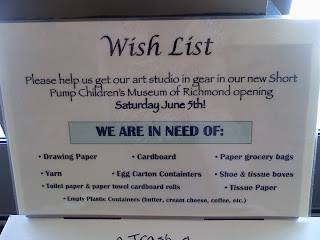 Wish List
Please help us get our art studio in gear in our new Short
Pump Children's Museum of Richmond opening
Saturday June 5th!
WE ARE IN NEED OF:
• Drawing Paper • Cardboard • Paper grocery bags
• Yarn • Egg Carton Containters • Shoe & tissue boxes
• Toilet paper & paper towel cardboard rolls • Tissue Paper
• Empty Plastic Containers (butter, cream cheese, coffee, etc.)
Trash